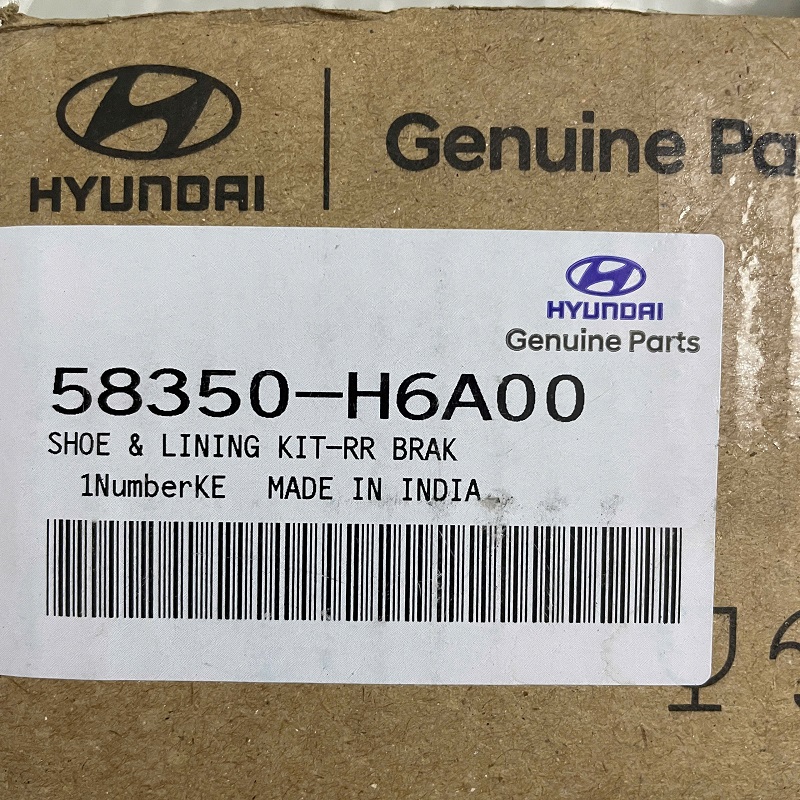 HYUNDAI
Genuine Pa
HYUNDAI
Genuine Parts
58350-H6A00
SHOE & LINING KIT-RR BRAK
1NumberKE MADE IN INDIA